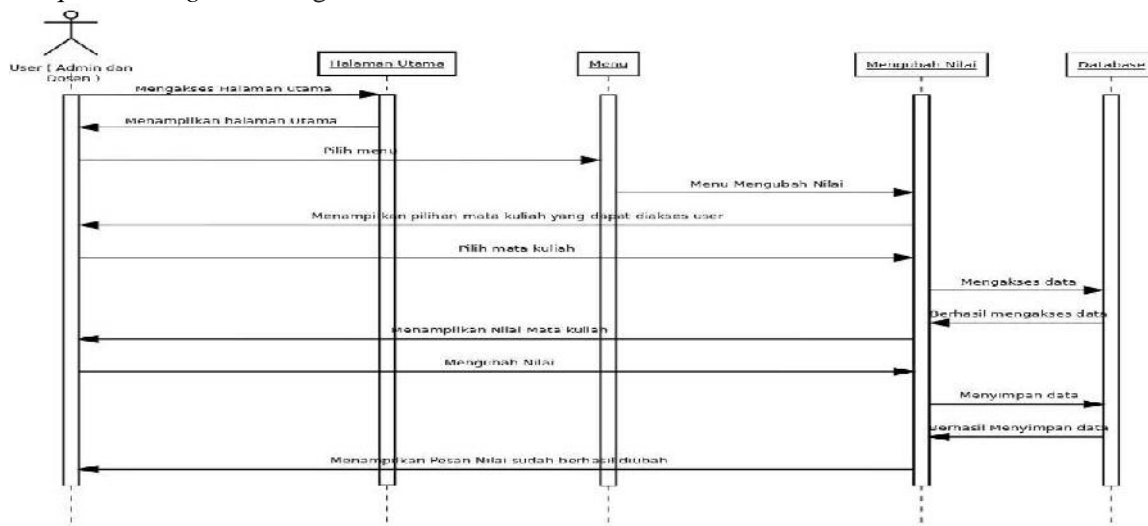 User ( Admin dan
Dosen )
Halaman Utama
Menu
Mengubah Nilai
Database
Mengakses Halaman Utama
Menampilkan halaman Utama
Pilih menu
Menu Mengubah Nilai
Menampilkan pilihan mata kuliah yang dapat diakses user
Pilih mata kuliah
Mengakses data
Berhasil mengakses data
Menampilkan Nilai Mata kuliah
Mengubah Nilai
Menyimpan data
Berhasil Menyimpan data
Menampilkan Pesan Nilai sudah berhasil diubah